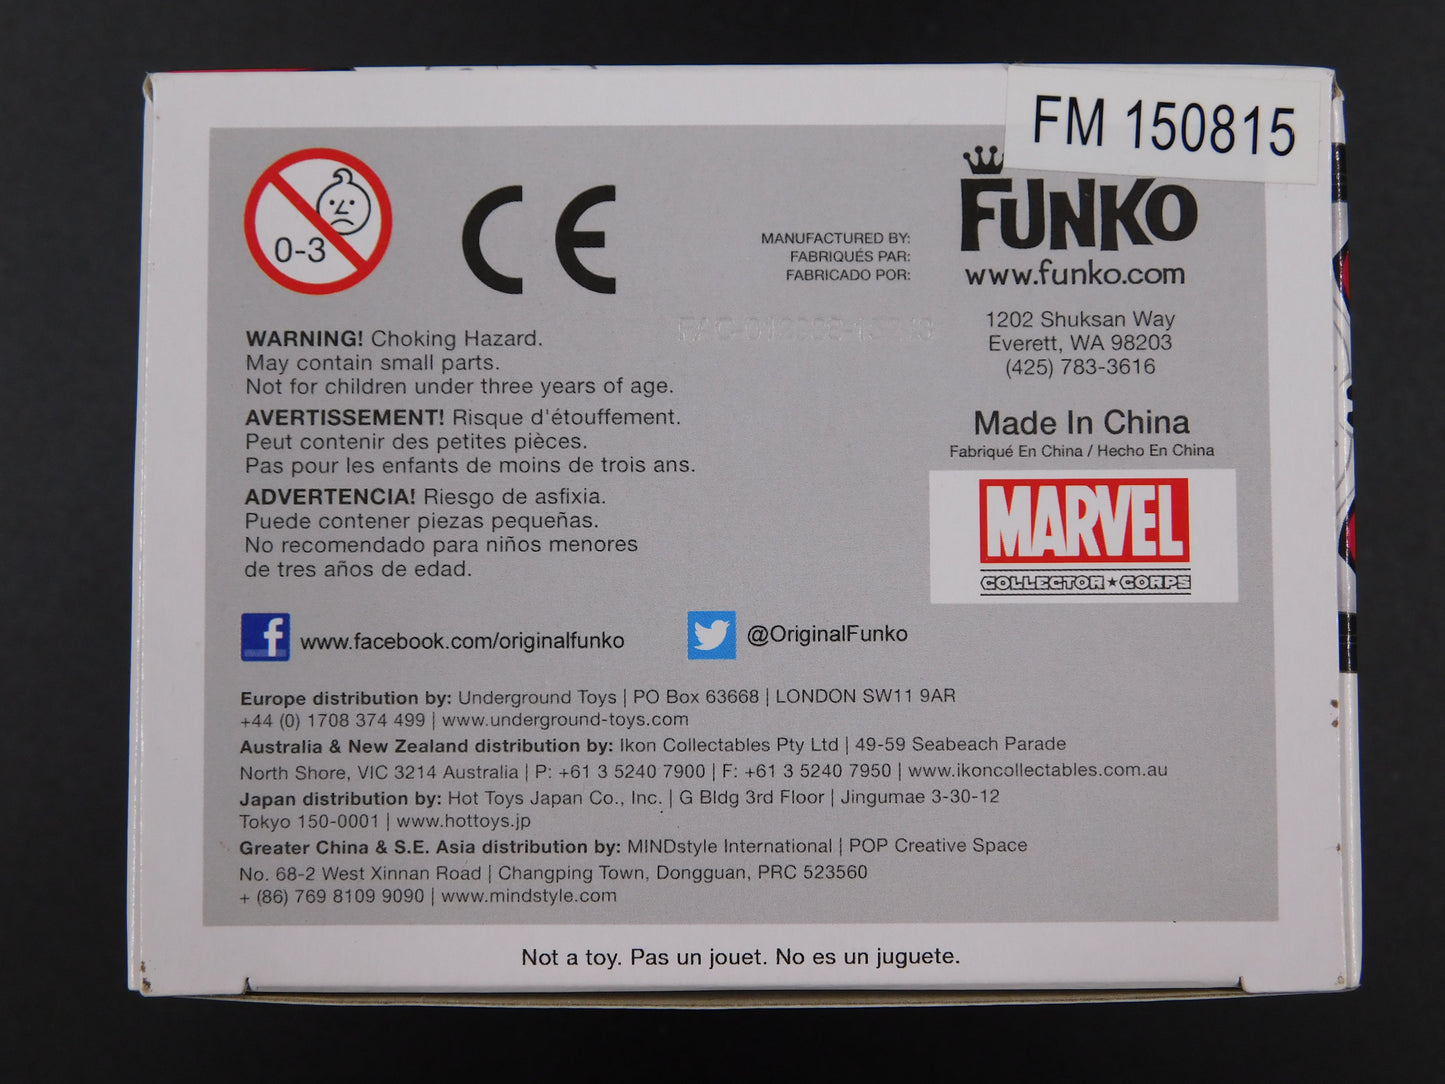 FM 150815
0-3
CE
MANUFACTURED BY:
FABRIQUÉS PAR:
FABRICADO POR:
FUNKO
www.funko.com
1202 Shuksan Way
Everett, WA 98203
(425) 783-3616
WARNING! Choking Hazard.
May contain small parts.
Not for children under three years of age.
AVERTISSEMENT! Risque d'étouffement.
Peut contenir des petites pièces.
Pas pour les enfants de moins de trois ans.
ADVERTENCIA! Riesgo de asfixia.
Puede contener piezas pequeñas.
No recomendado para niños menores
de tres años de edad.
Made In China
Fabriqué En China / Hecho En China
MARVEL
COLLECTOR★CORPS
f www.facebook.com/originalfunko
@OriginalFunko
Europe distribution by: Underground Toys | PO Box 63668 | LONDON SW11 9AR
+44 (0) 1708 374 499 | www.underground-toys.com
Australia & New Zealand distribution by: Ikon Collectables Pty Ltd | 49-59 Seabeach Parade
North Shore, VIC 3214 Australia | P: +61 3 5240 7900 | F: +61 3 5240 7950 | www.ikoncollectables.com.au
Japan distribution by: Hot Toys Japan Co., Inc. | G Bldg 3rd Floor | Jingumae 3-30-12
Tokyo 150-0001 | www.hottoys.jp
Greater China & S.E. Asia distribution by: MINDstyle International | POP Creative Space
No. 68-2 West Xinnan Road | Changping Town, Dongguan, PRC 523560
+ (86) 769 8109 9090 | www.mindstyle.com
Not a toy. Pas un jouet. No es un juguete.